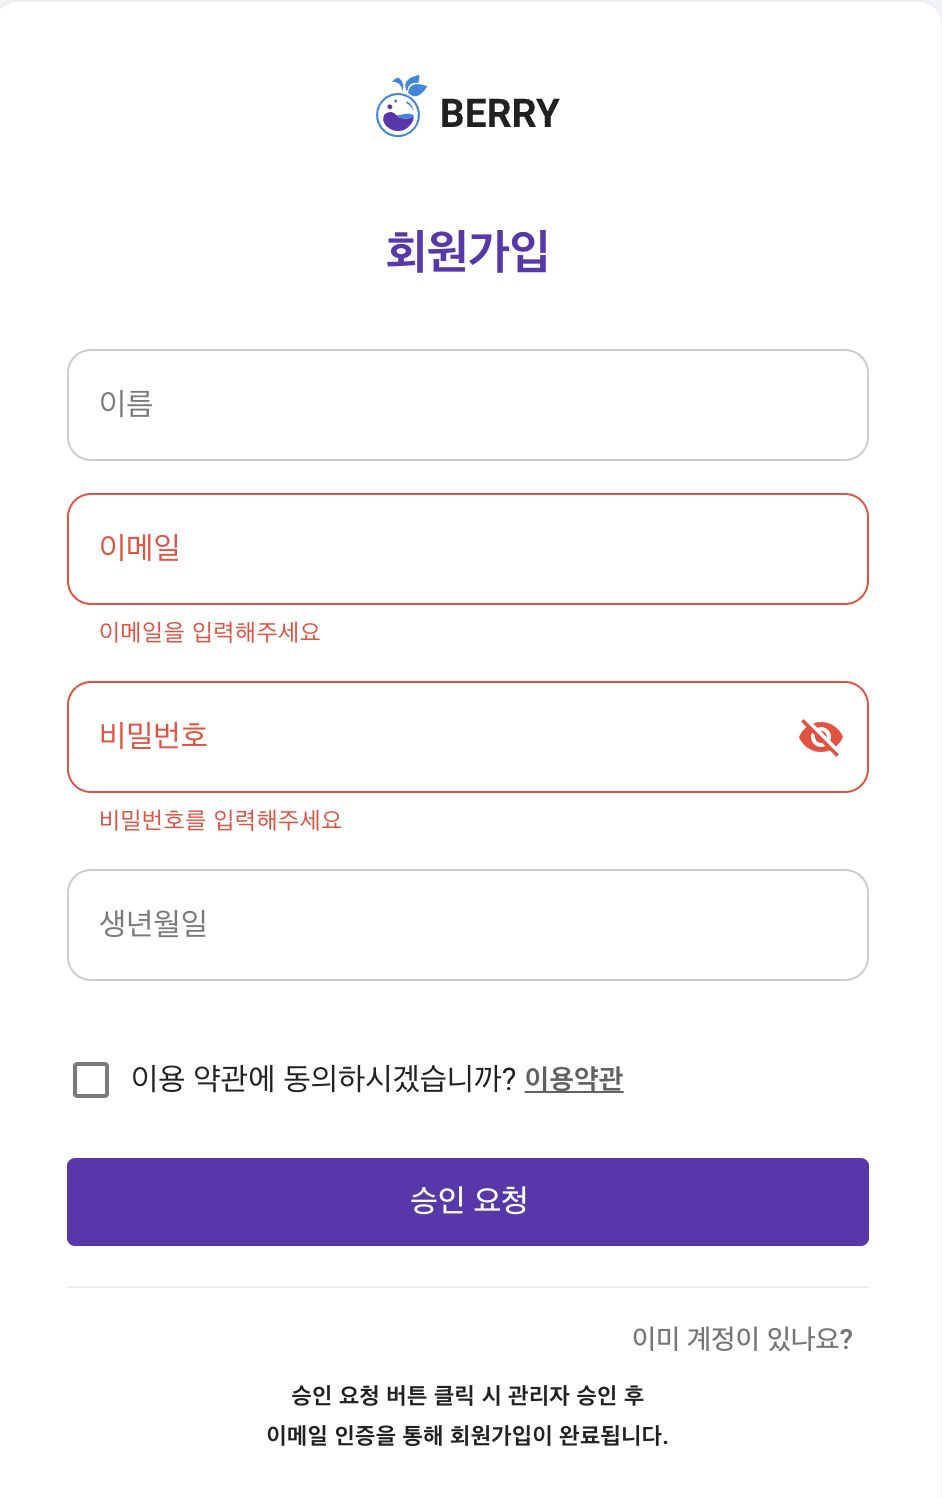 BERRY
회원가입
이름
이메일
이메일을 입력해주세요
비밀번호
비밀번호를 입력해주세요
생년월일
이용 약관에 동의하시겠습니까? 이용약관
승인 요청
이미 계정이 있나요?
승인 요청 버튼 클릭 시 관리자 승인 후
이메일 인증을 통해 회원가입이 완료됩니다.